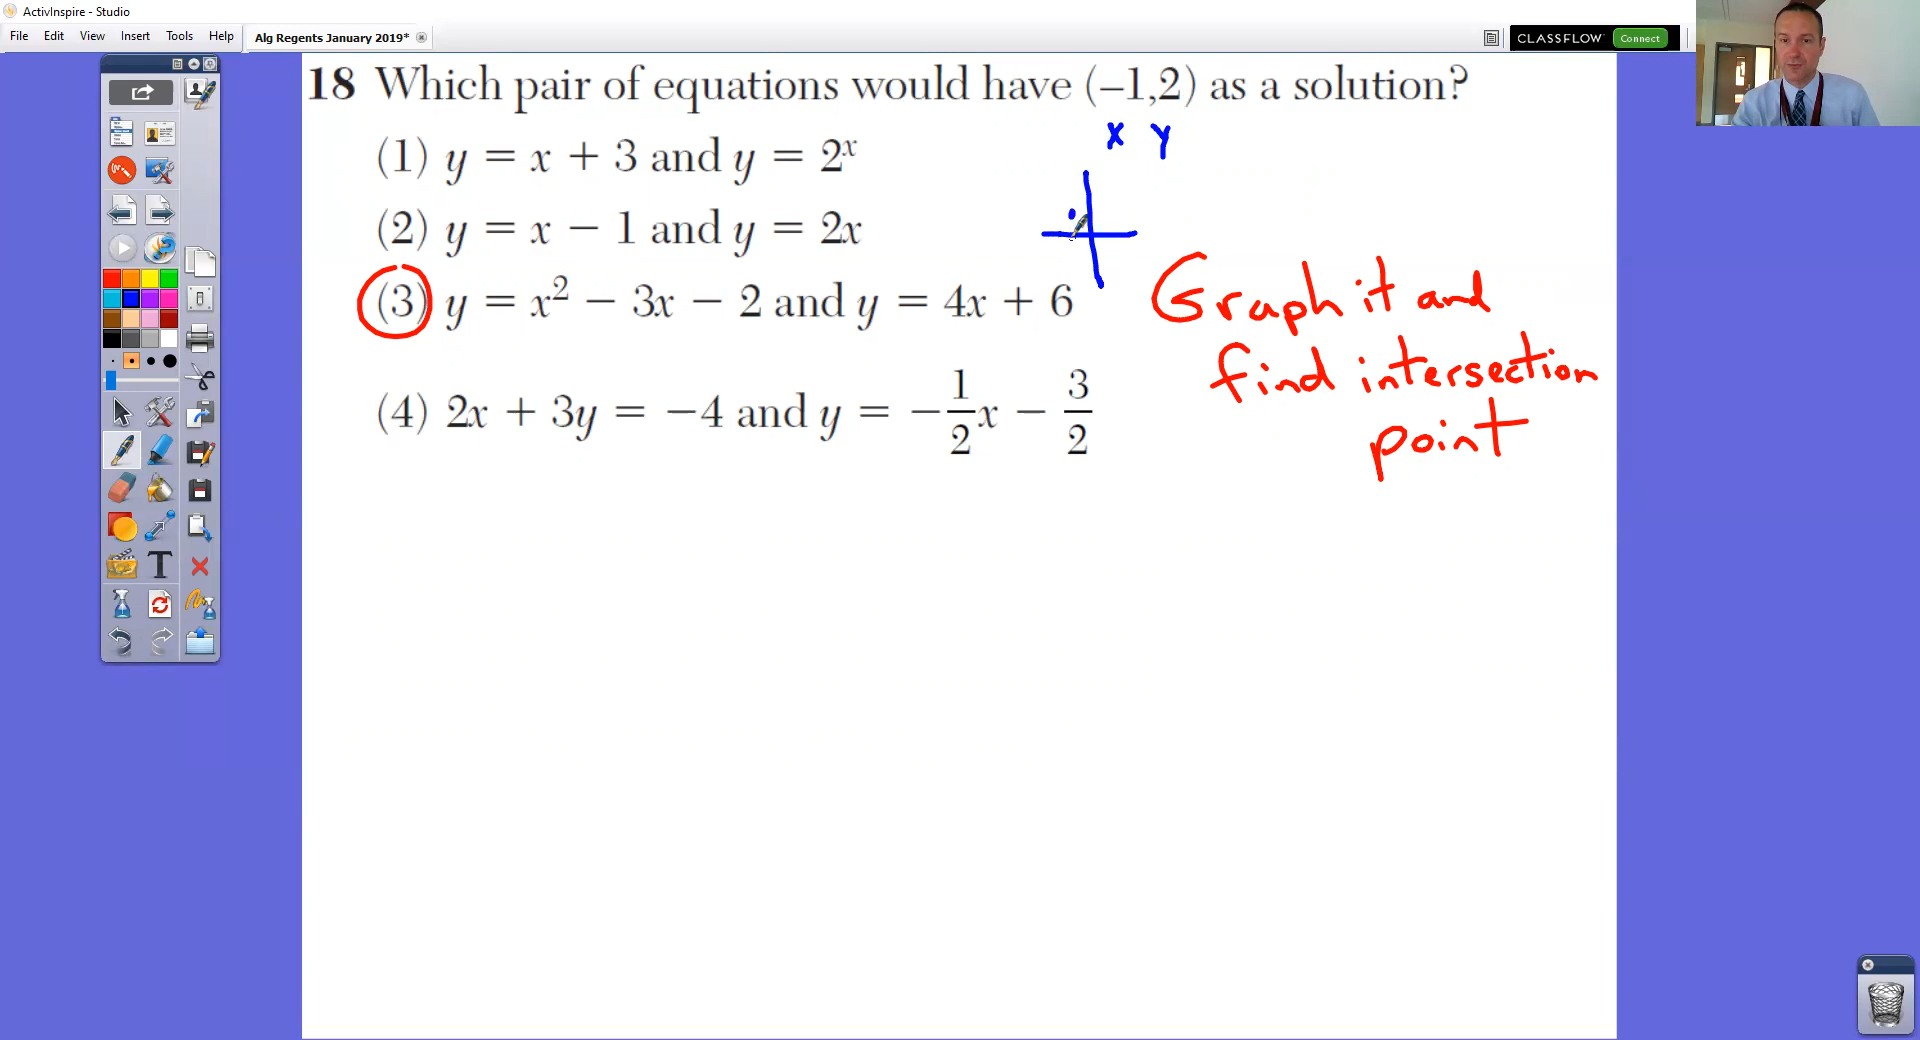 ActivInspire - Studio
File Edit View Insert Tools Help
Alg Regents January 2019*
CLASSFLOW Connect
18 Which pair of equations would have (–1,2) as a solution?
x y
(1) y = x + 3 and y = 2ˣ
(2) y = x − 1 and y = 2x
(3) y = x² − 3x − 2 and y = 4x + 6
(4) 2x + 3y = −4 and y = −1/2x − 3/2
Graph it and
find intersection
point
T